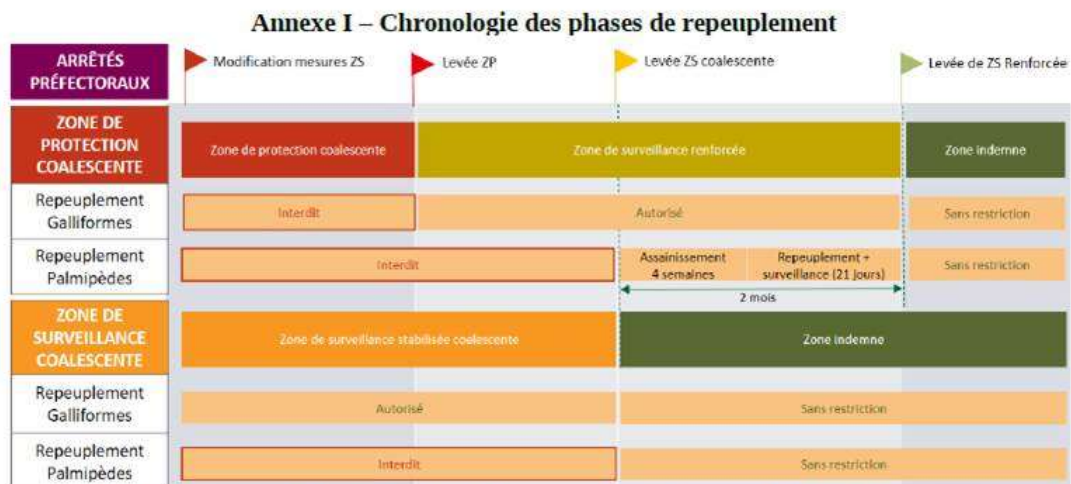 Annexe I – Chronologie des phases de repeuplement
ARRÊTÉS
PRÉFECTORAUX
Modification mesures ZS
Levée ZP
Levée ZS coalescente
Levée de ZS Renforcée
ZONE DE
PROTECTION
COALESCENTE
Zone de protection coalescente
Zone de surveillance renforcée
Zone indemne
Repeuplement
Galliformes
Interdit
Autorisé
Sans restriction
Repeuplement
Palmipèdes
Interdit
Assainissement
4 semaines
Repeuplement +
surveillance (21 jours)
Sans restriction
2 mois
ZONE DE
SURVEILLANCE
COALESCENTE
Zone de surveillance stabilisée coalescente
Zone indemne
Repeuplement
Galliformes
Autorisé
Sans restriction
Repeuplement
Palmipèdes
Interdit
Sans restriction